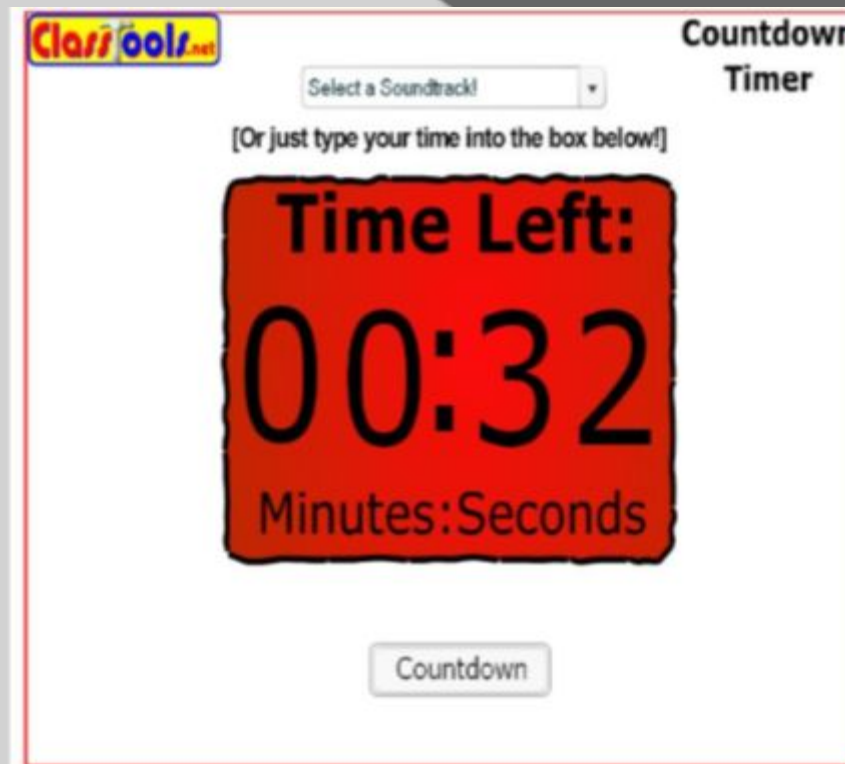 ClassTools.net
Countdown
Timer
Select a Soundtrack!
[Or just type your time into the box below!]
Time Left:
00:32
Minutes:Seconds
Countdown